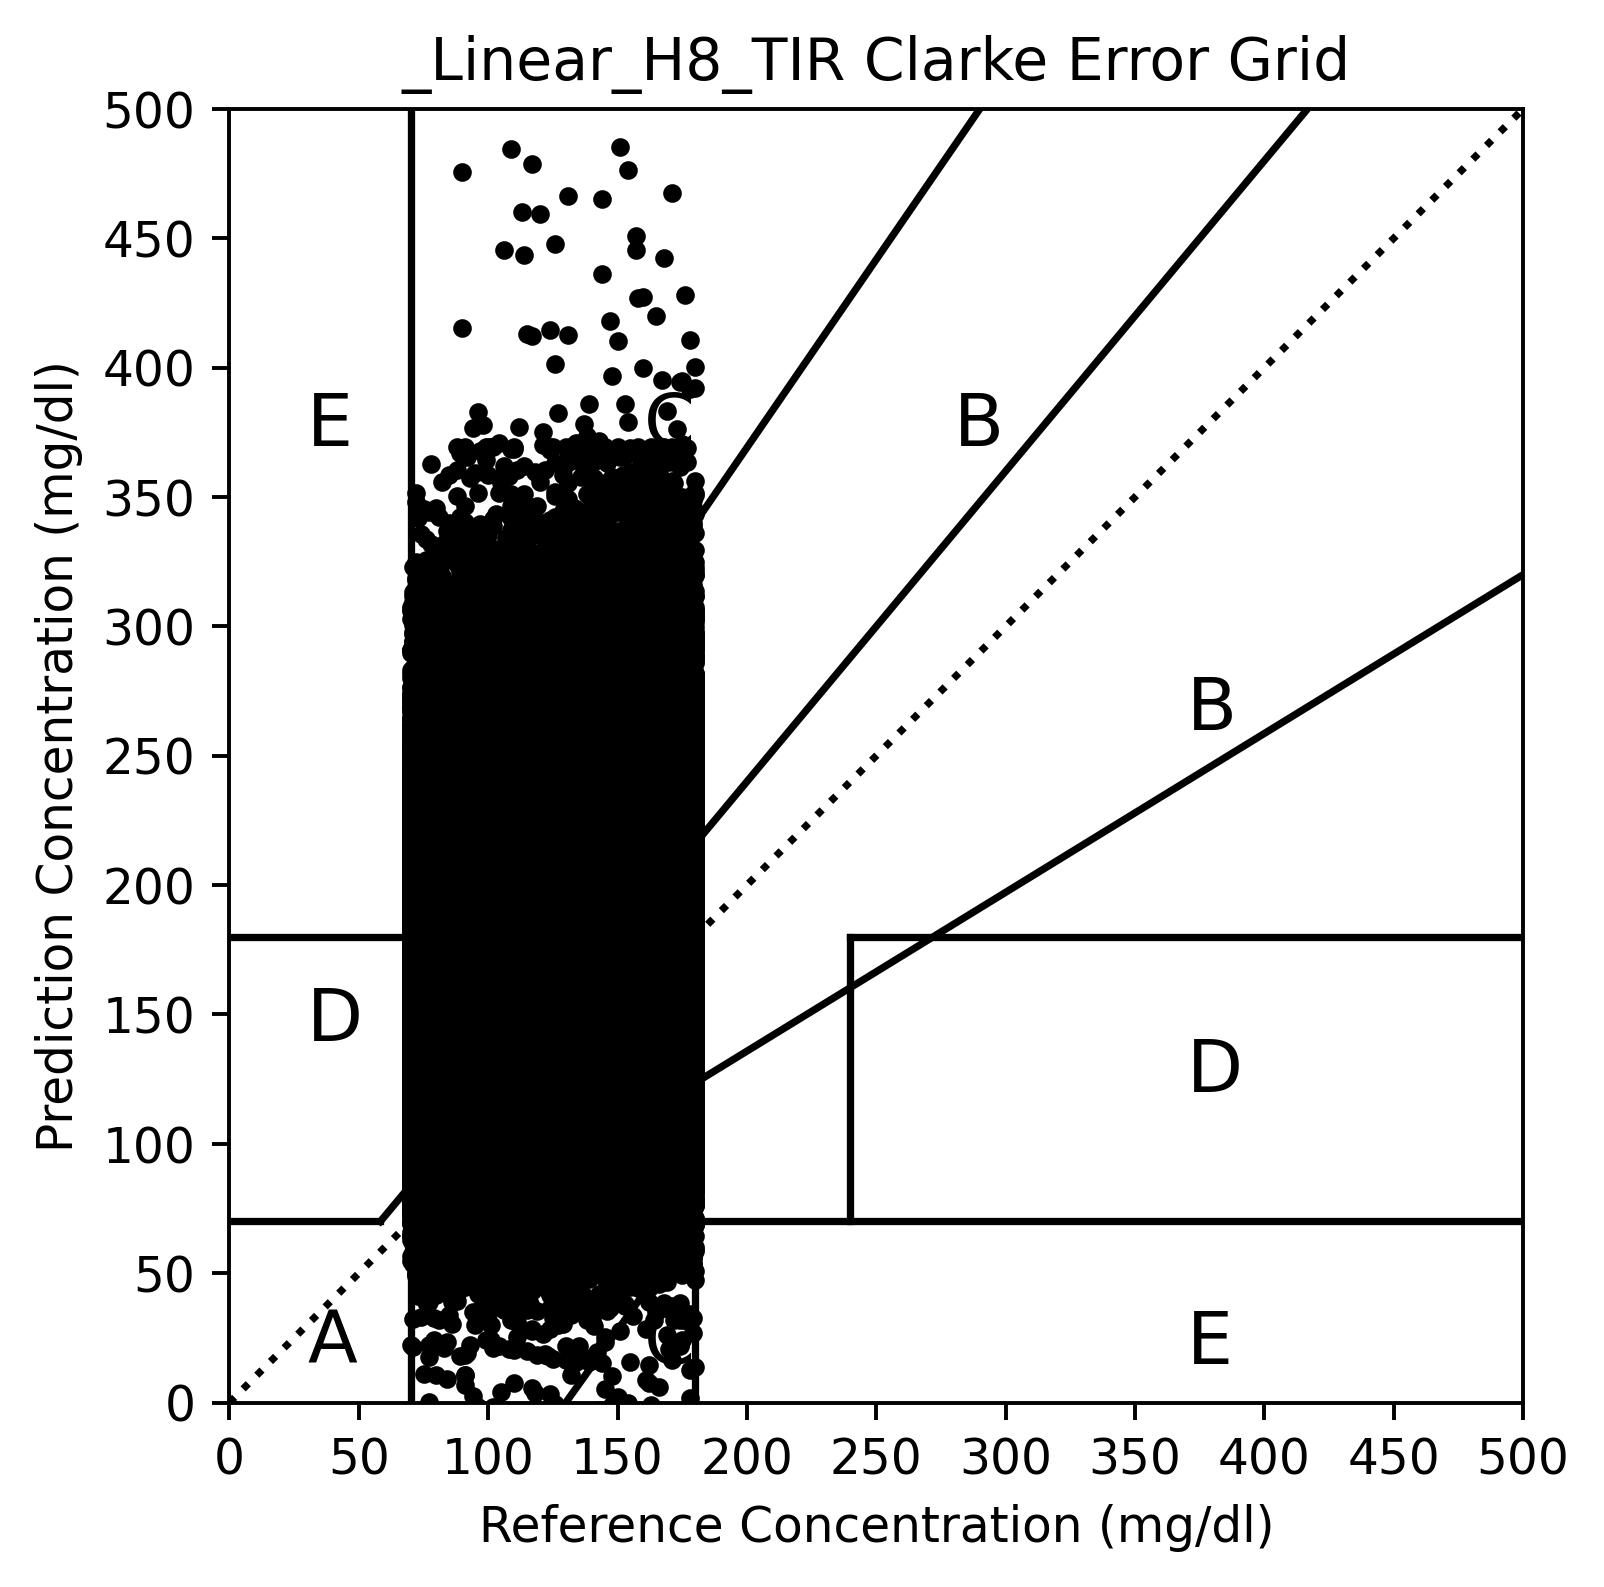 _Linear_H8_TIR Clarke Error Grid
500
450
400
350
300
250
200
150
100
50
0
Prediction Concentration (mg/dl)
E
C
B
B
D
D
A
C
E
0 50 100 150 200 250 300 350 400 450 500
Reference Concentration (mg/dl)